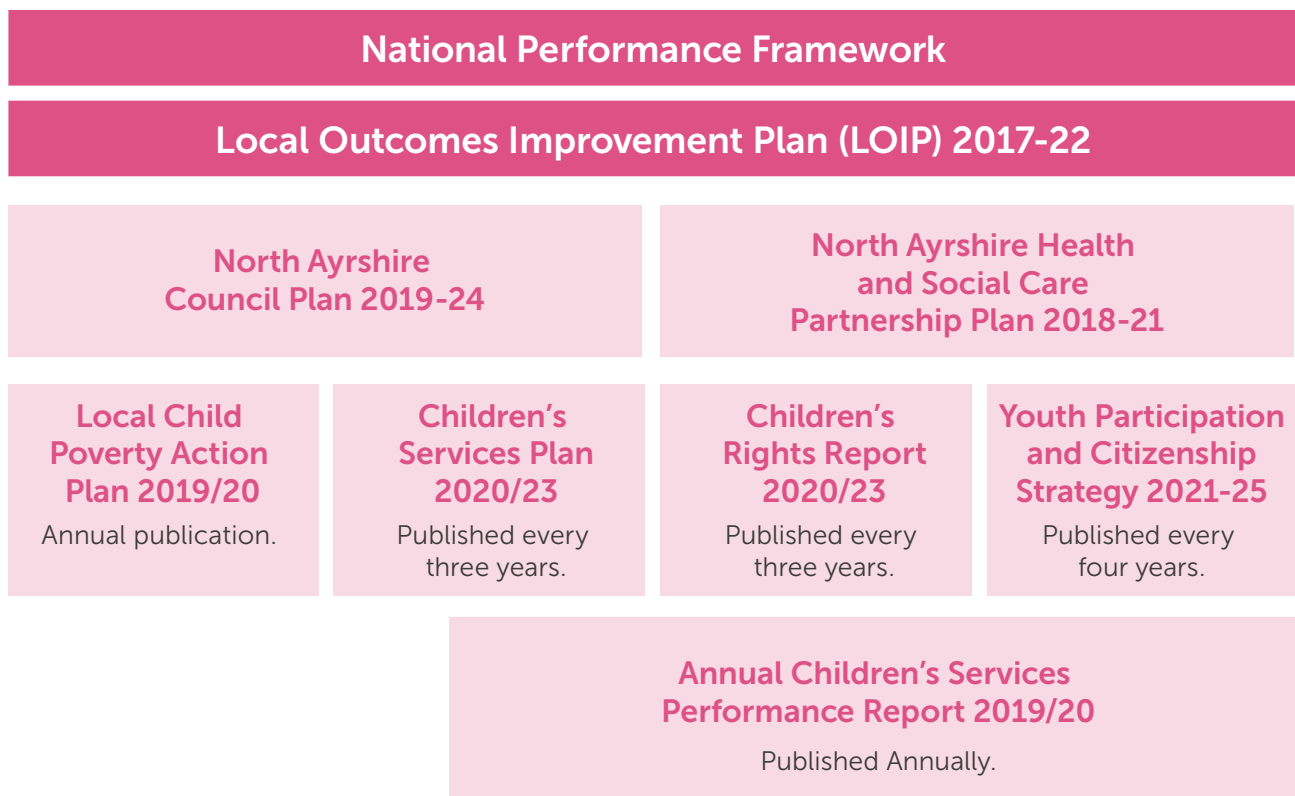 National Performance Framework
Local Outcomes Improvement Plan (LOIP) 2017-22
North Ayrshire
Council Plan 2019-24
North Ayrshire Health
and Social Care
Partnership Plan 2018-21
Local Child
Poverty Action
Plan 2019/20
Annual publication.
Children’s
Services Plan
2020/23
Published every
three years.
Children’s
Rights Report
2020/23
Published every
three years.
Youth Participation
and Citizenship
Strategy 2021-25
Published every
four years.
Annual Children’s Services
Performance Report 2019/20
Published Annually.